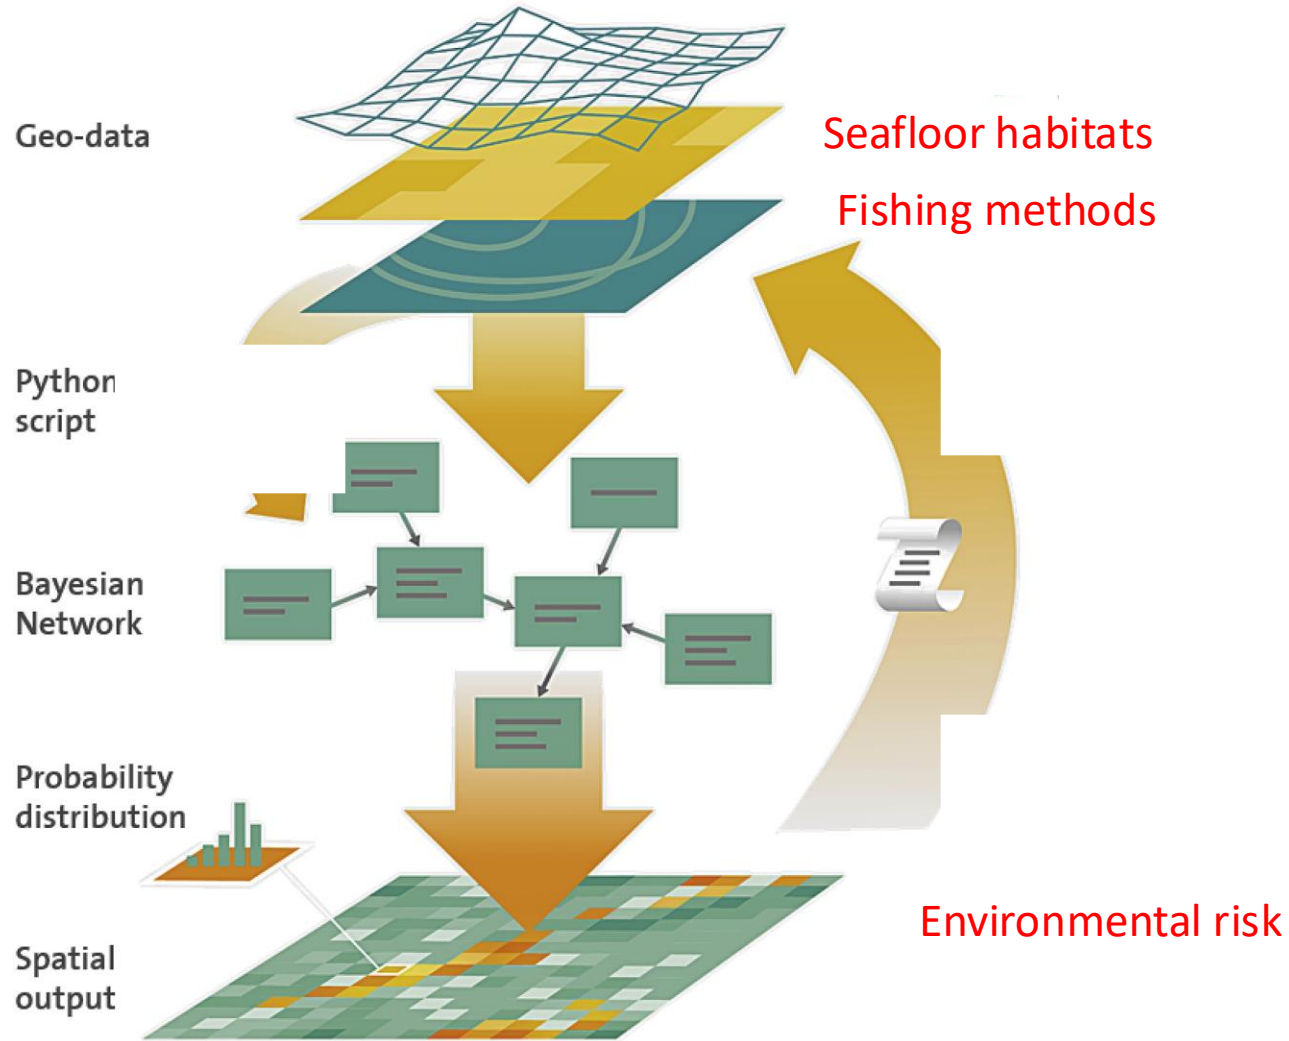 Geo-data
Seafloor habitats
Fishing methods
Python
script
Bayesian
Network
Probability
distribution
Environmental risk
Spatial
output